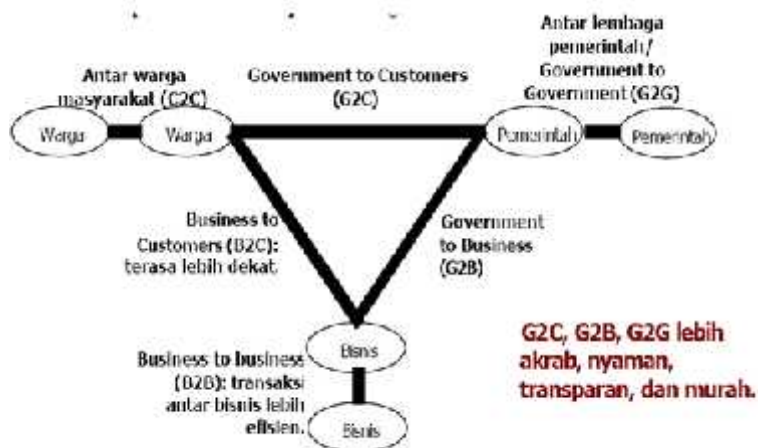 Antar lembaga
pemerintah/
Government to
Government (G2G)
Antar warga
masyarakat (C2C)
Government to Customers
(G2C)
Warga
Warga
Pemerintah
Pemerintah
Business to
Customers (B2C):
terasa lebih dekat.
Government
to Business
(G2B)
Bisnis
Business to business
(B2B): transaksi
antar bisnis lebih
efisien.
Bisnis
G2C, G2B, G2G lebih
akrab, nyaman,
transparan, dan murah.